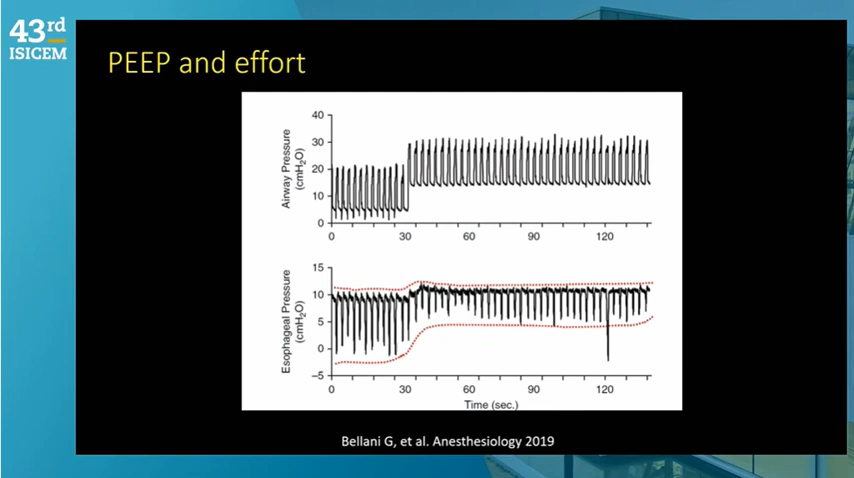 43rd
ISICEM
PEEP and effort
Airway Pressure
(cmH2O)
40
30
20
10
0
0
30
60
90
120
Esophageal Pressure
(cmH2O)
15
10
5
0
–5
0
30
60
90
120
Time (sec.)
Bellani G, et al. Anesthesiology 2019